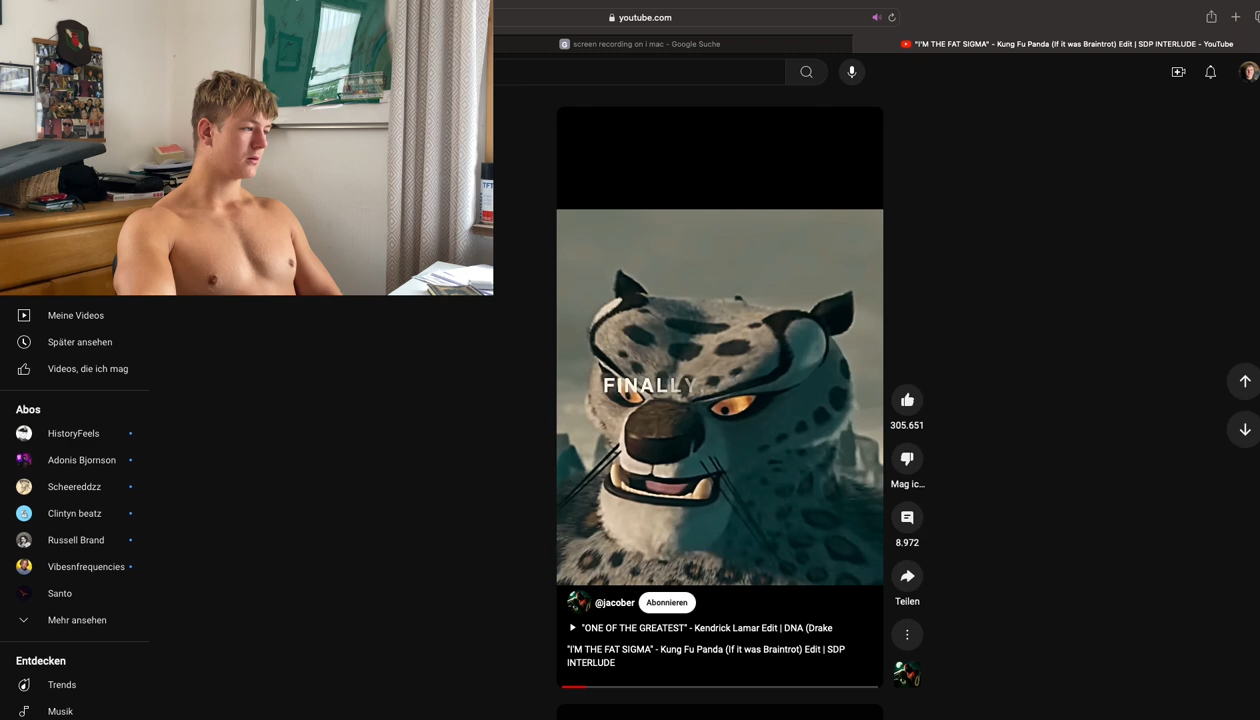 youtube.com
screen recording on i mac - Google Suche
"I'M THE FAT SIGMA" - Kung Fu Panda (If it was Braintrot) Edit | SDP INTERLUDE - YouTube
TFT
Meine Videos
Später ansehen
Videos, die ich mag
Abos
HistoryFeels
Adonis Bjornson
Scheereddzz
Clintyn beatz
Russell Brand
Vibesnfrequencies
Santo
Mehr ansehen
Entdecken
Trends
Musik
FINALLY
305.651
Mag ic...
8.972
Teilen
@jacober
Abonnieren
"ONE OF THE GREATEST" - Kendrick Lamar Edit | DNA (Drake
"I'M THE FAT SIGMA" - Kung Fu Panda (If it was Braintrot) Edit | SDP
INTERLUDE